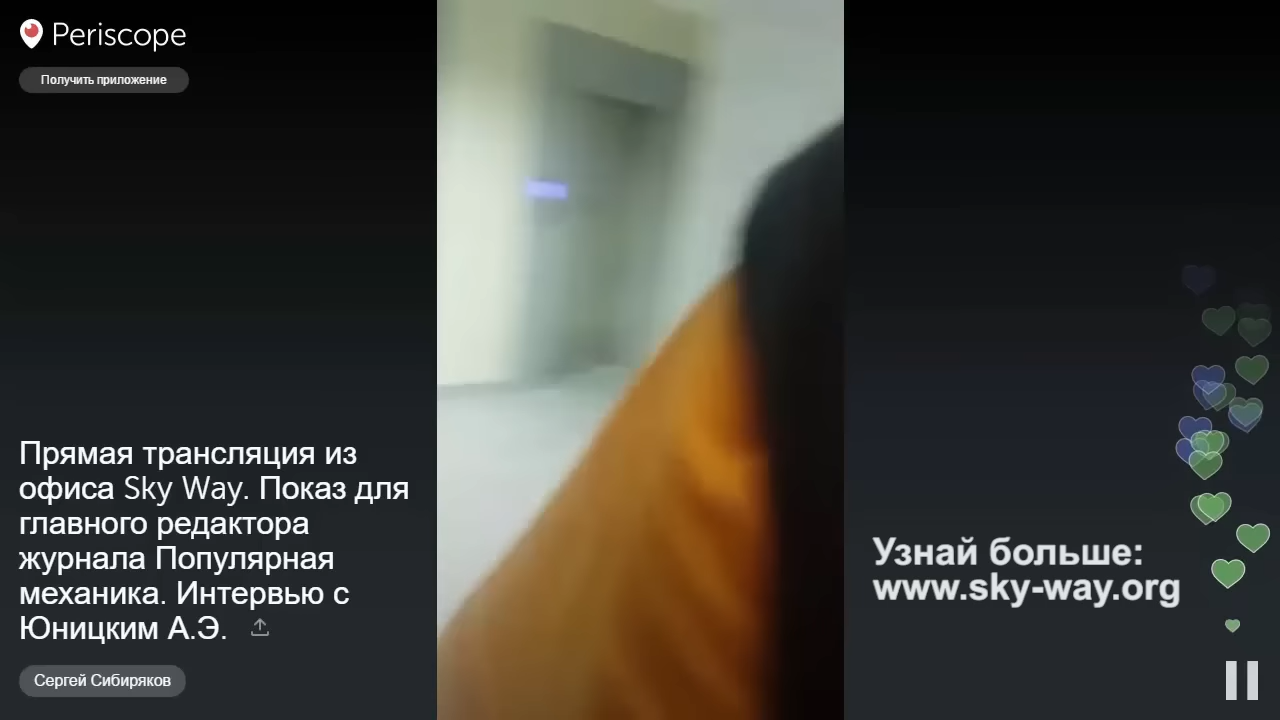 Periscope
Получить приложение
Прямая трансляция из
офиса Sky Way. Показ для
главного редактора
журнала Популярная
механика. Интервью с
Юницким А.Э.
Сергей Сибиряков
Узнай больше:
www.sky-way.org